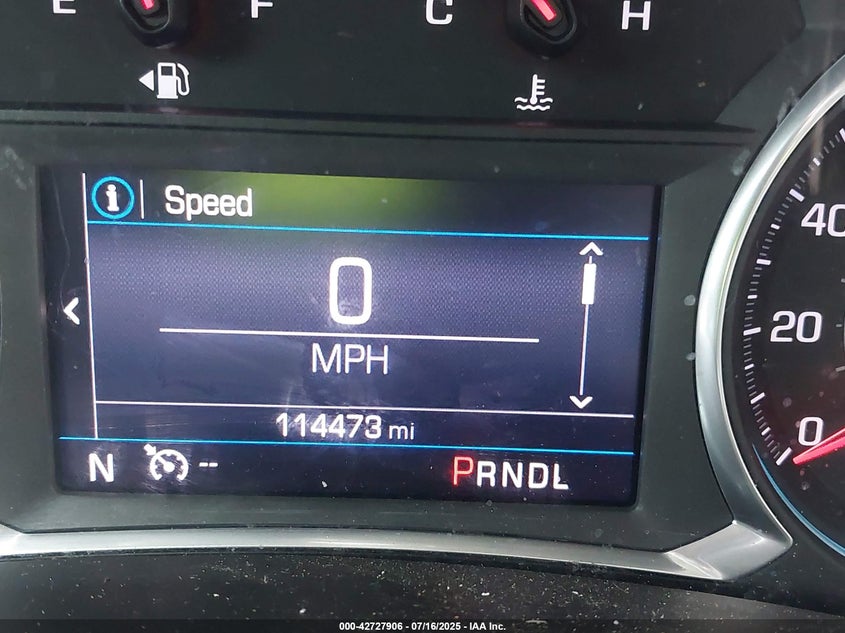 E F C H
i Speed
0
MPH
114473 mi
N -- PRNDL
40
20
0
000-42727906 - 07/16/2025 - IAA Inc.